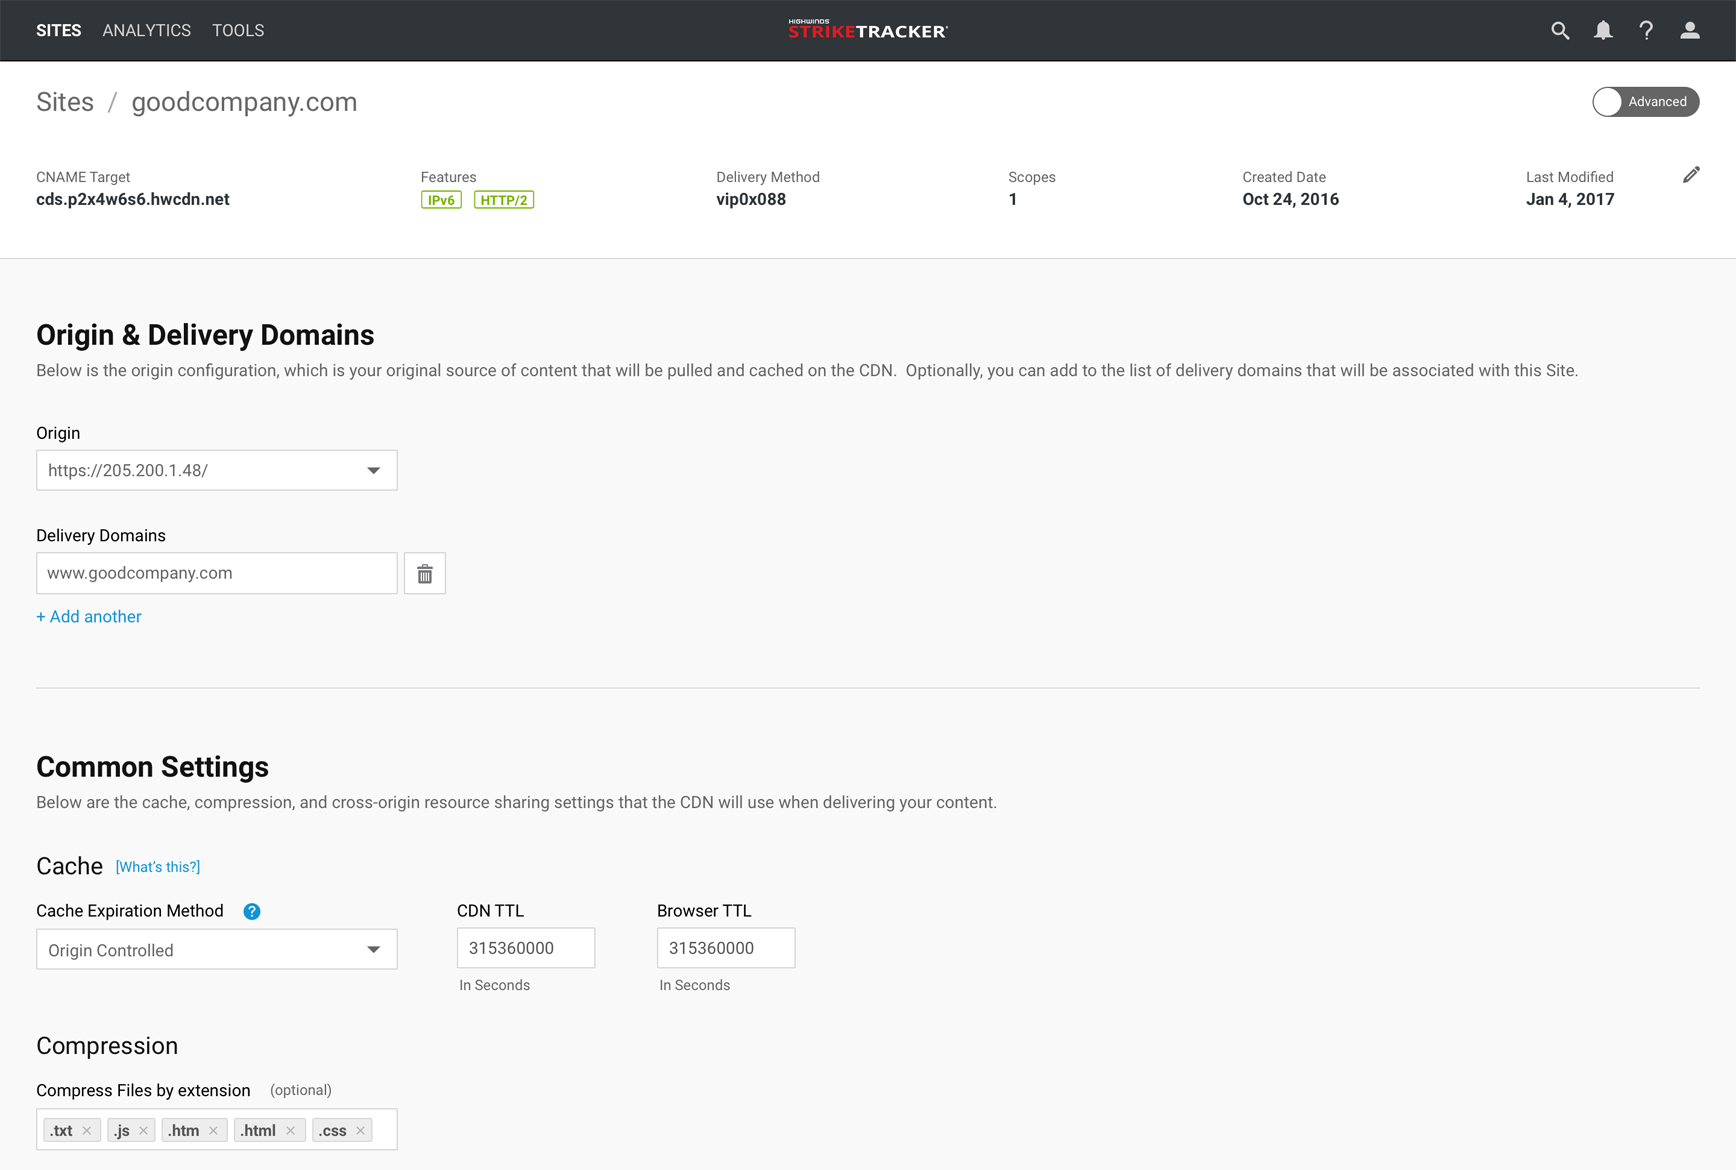 SITES ANALYTICS TOOLS
HIGHWINDS
STRIKETRACKER
Sites / goodcompany.com
Advanced
CNAME Target Features Delivery Method Scopes Created Date Last Modified
cds.p2x4w6s6.hwcdn.net IPv6 HTTP/2 vip0x088 1 Oct 24, 2016 Jan 4, 2017
Origin & Delivery Domains
Below is the origin configuration, which is your original source of content that will be pulled and cached on the CDN. Optionally, you can add to the list of delivery domains that will be associated with this Site.
Origin
https://205.200.1.48/
Delivery Domains
www.goodcompany.com
+ Add another
Common Settings
Below are the cache, compression, and cross-origin resource sharing settings that the CDN will use when delivering your content.
Cache [What's this?]
Cache Expiration Method ? CDN TTL Browser TTL
Origin Controlled 315360000 315360000
In Seconds In Seconds
Compression
Compress Files by extension (optional)
.txt × .js × .htm × .html × .css ×